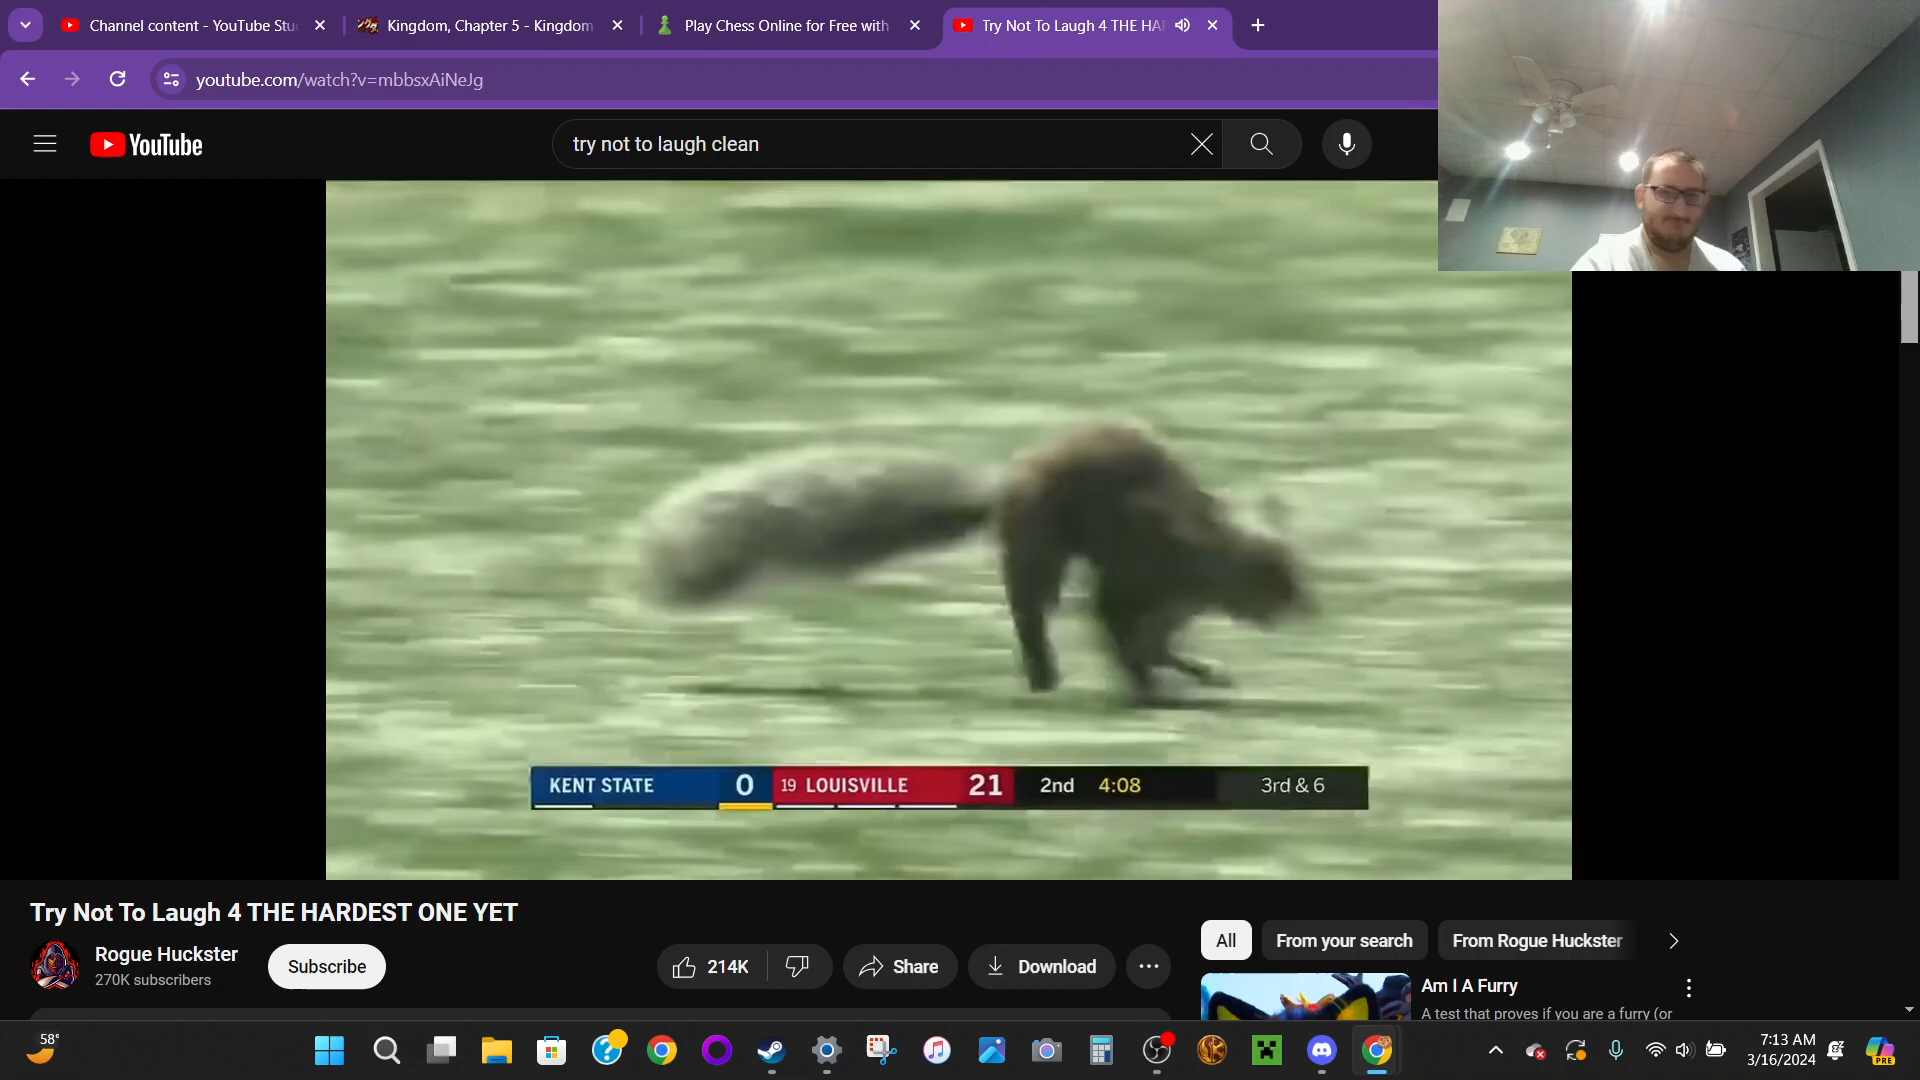 Channel content - YouTube Stu
Kingdom, Chapter 5 - Kingdom
Play Chess Online for Free with
Try Not To Laugh 4 THE HA
youtube.com/watch?v=mbbsxAiNeJg
YouTube
try not to laugh clean
KENT STATE 0 19 LOUISVILLE 21 2nd 4:08 3rd & 6
Try Not To Laugh 4 THE HARDEST ONE YET
Rogue Huckster
270K subscribers
Subscribe
214K
Share
Download
All
From your search
From Rogue Huckster
Am I A Furry
A test that proves if you are a furry (or
58°
7:13 AM
3/16/2024
PRE